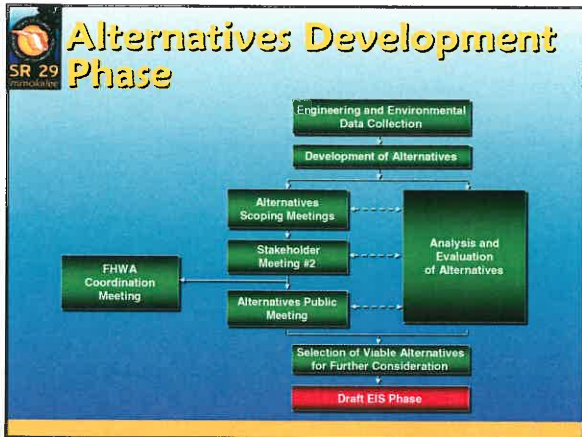 Alternatives Development
Phase
SR 29
Immokalee
Engineering and Environmental
Data Collection
Development of Alternatives
Alternatives
Scoping Meetings
Stakeholder
Meeting #2
FHWA
Coordination
Meeting
Alternatives Public
Meeting
Analysis and
Evaluation
of Alternatives
Selection of Viable Alternatives
for Further Consideration
Draft EIS Phase